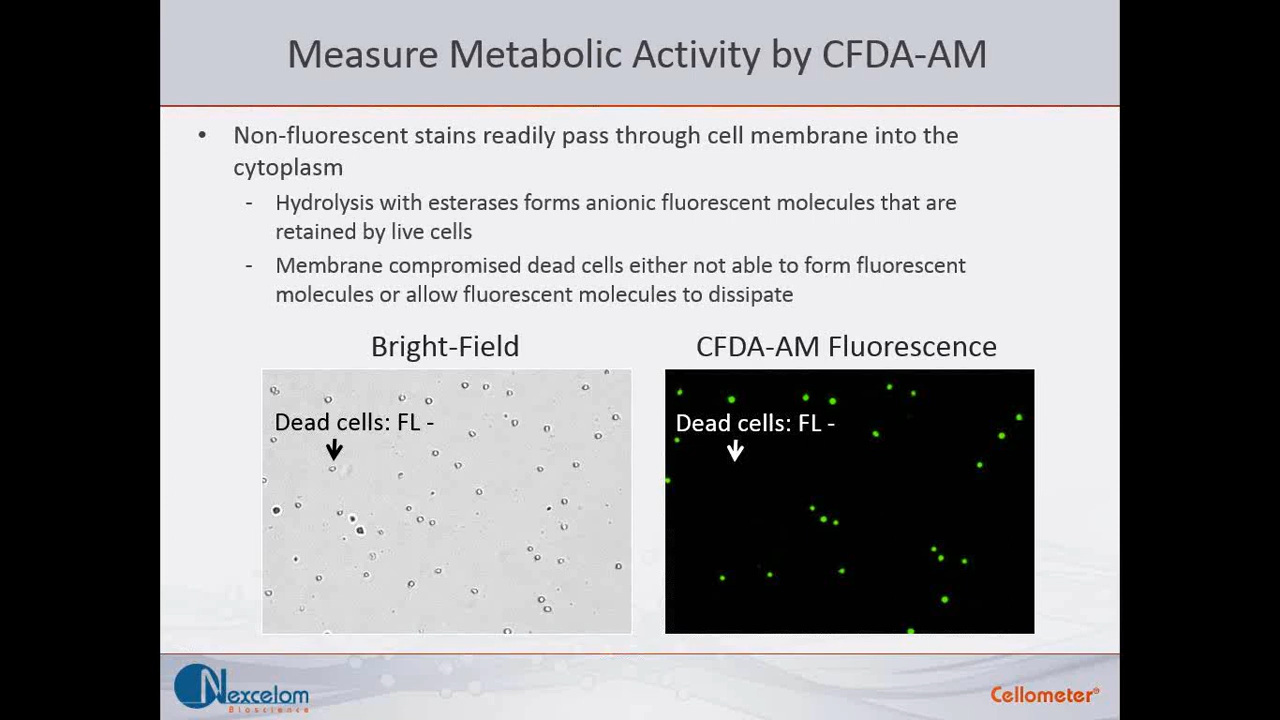 Measure Metabolic Activity by CFDA-AM
• Non-fluorescent stains readily pass through cell membrane into the
cytoplasm
- Hydrolysis with esterases forms anionic fluorescent molecules that are
retained by live cells
- Membrane compromised dead cells either not able to form fluorescent
molecules or allow fluorescent molecules to dissipate
Bright-Field
CFDA-AM Fluorescence
Dead cells: FL -
Dead cells: FL -
Nexcelom
Bioscience
Cellometer®